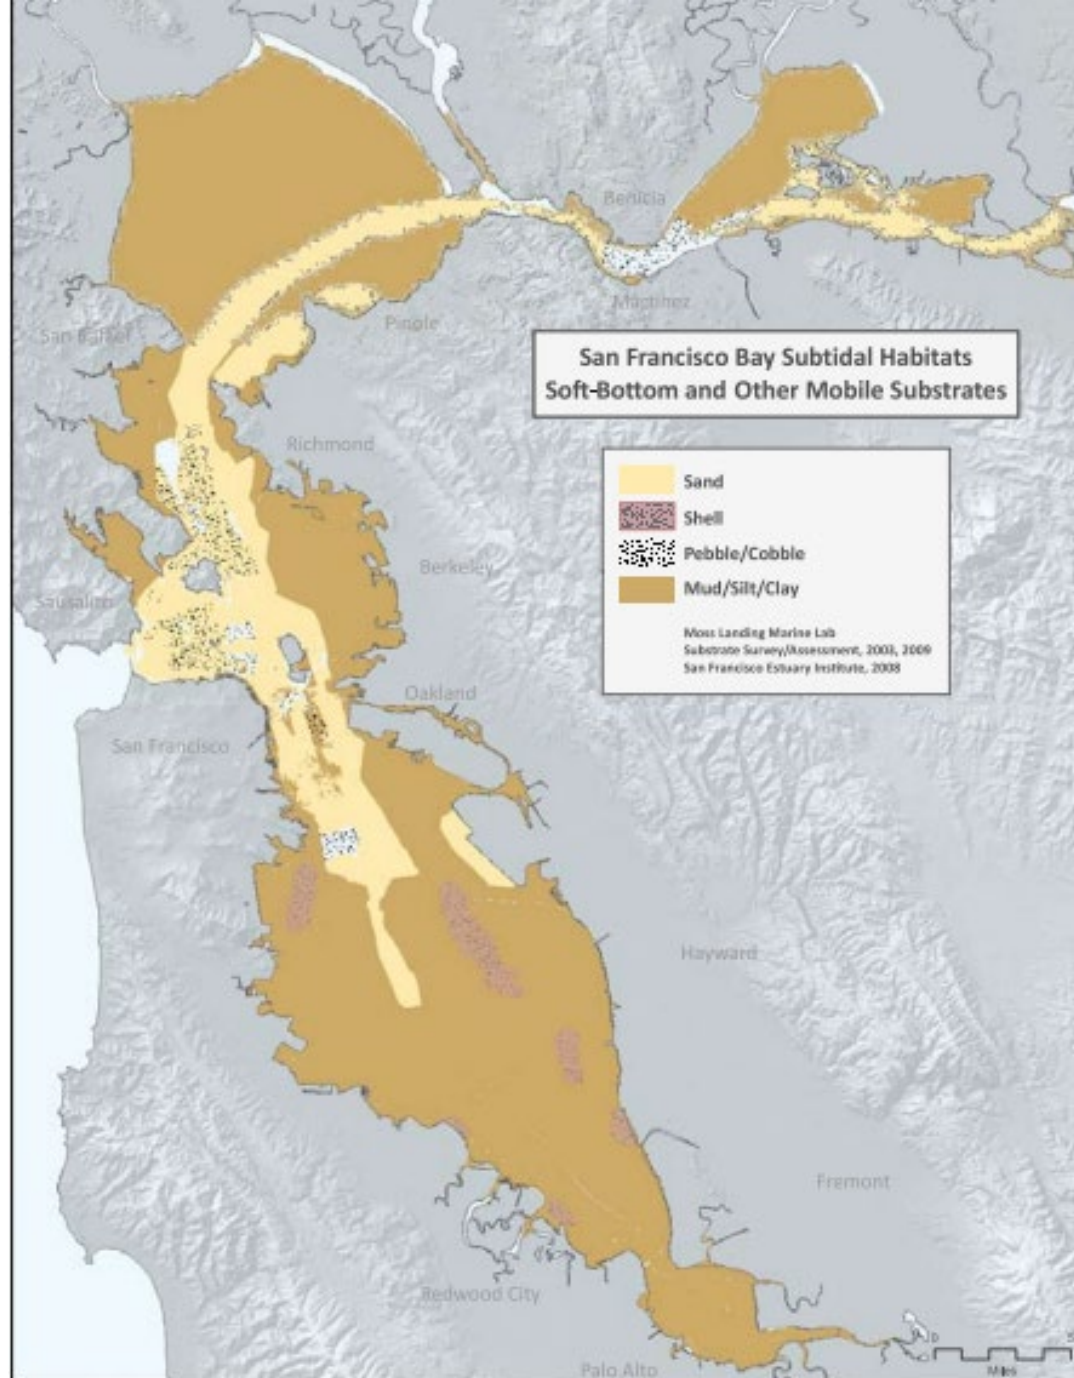 Benicia
Martinez
Pinole
San Rafael
San Francisco Bay Subtidal Habitats
Soft-Bottom and Other Mobile Substrates
Richmond
Sand
Shell
Pebble/Cobble
Berkeley
Mud/Silt/Clay
Sausalito
Moss Landing Marine Lab
Substrate Survey/Assessment, 2003, 2009
San Francisco Estuary Institute, 2008
Oakland
San Francisco
Hayward
Fremont
Redwood City
Palo Alto
0
Miles